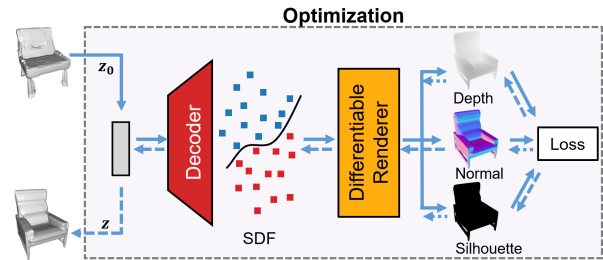 Optimization
z₀
Decoder
SDF
Differentiable
Renderer
Depth
Normal
Silhouette
Loss
z